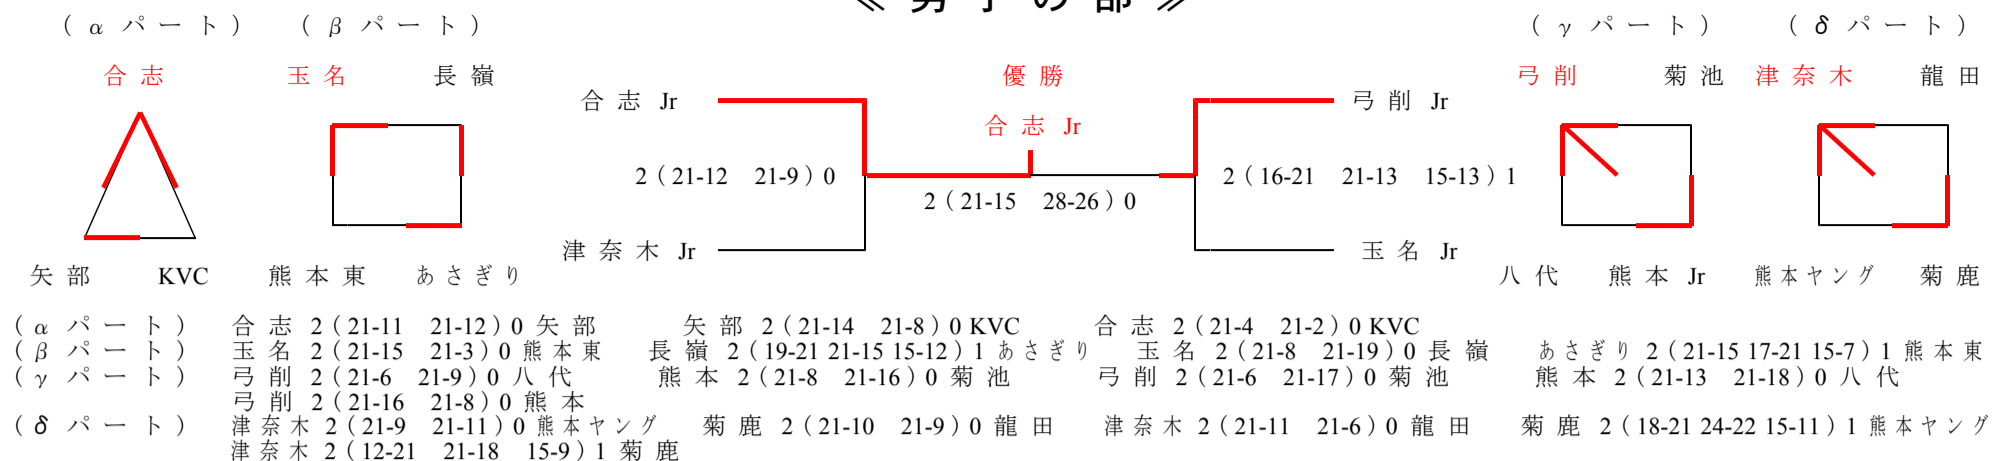 ≪ 男 子 の 部 ≫
( α パ ー ト ) ( β パ ー ト ) ( γ パ ー ト ) ( δ パ ー ト )
合 志 玉 名 長 嶺 優 勝 弓 削 菊 池 津 奈 木 龍 田
合 志 Jr 弓 削 Jr
合 志 Jr
2 ( 21-12 21-9 ) 0 2 ( 16-21 21-13 15-13 ) 1
2 ( 21-15 28-26 ) 0
津 奈 木 Jr 玉 名 Jr
矢 部 KVC 熊 本 東 あ さ ぎ り 八 代 熊 本 Jr 熊本ヤング 菊 鹿
( α パ ー ト ) 合 志 2 ( 21-11 21-12 ) 0 矢 部 矢 部 2 ( 21-14 21-8 ) 0 KVC 合 志 2 ( 21-4 21-2 ) 0 KVC
( β パ ー ト ) 玉 名 2 ( 21-15 21-3 ) 0 熊 本 東 長 嶺 2 ( 19-21 21-15 15-12 ) 1 あ さ ぎ り 玉 名 2 ( 21-8 21-19 ) 0 長 嶺 あ さ ぎ り 2 ( 21-15 17-21 15-7 ) 1 熊 本 東
( γ パ ー ト ) 弓 削 2 ( 21-6 21-9 ) 0 八 代 熊 本 2 ( 21-8 21-16 ) 0 菊 池 弓 削 2 ( 21-6 21-17 ) 0 菊 池 熊 本 2 ( 21-13 21-18 ) 0 八 代
弓 削 2 ( 21-16 21-8 ) 0 熊 本
( δ パ ー ト ) 津 奈 木 2 ( 21-9 21-11 ) 0 熊本ヤング 菊 鹿 2 ( 21-10 21-9 ) 0 龍 田 津 奈 木 2 ( 21-11 21-6 ) 0 龍 田 菊 鹿 2 ( 18-21 24-22 15-11 ) 1 熊本ヤング
津 奈 木 2 ( 12-21 21-18 15-9 ) 1 菊 鹿